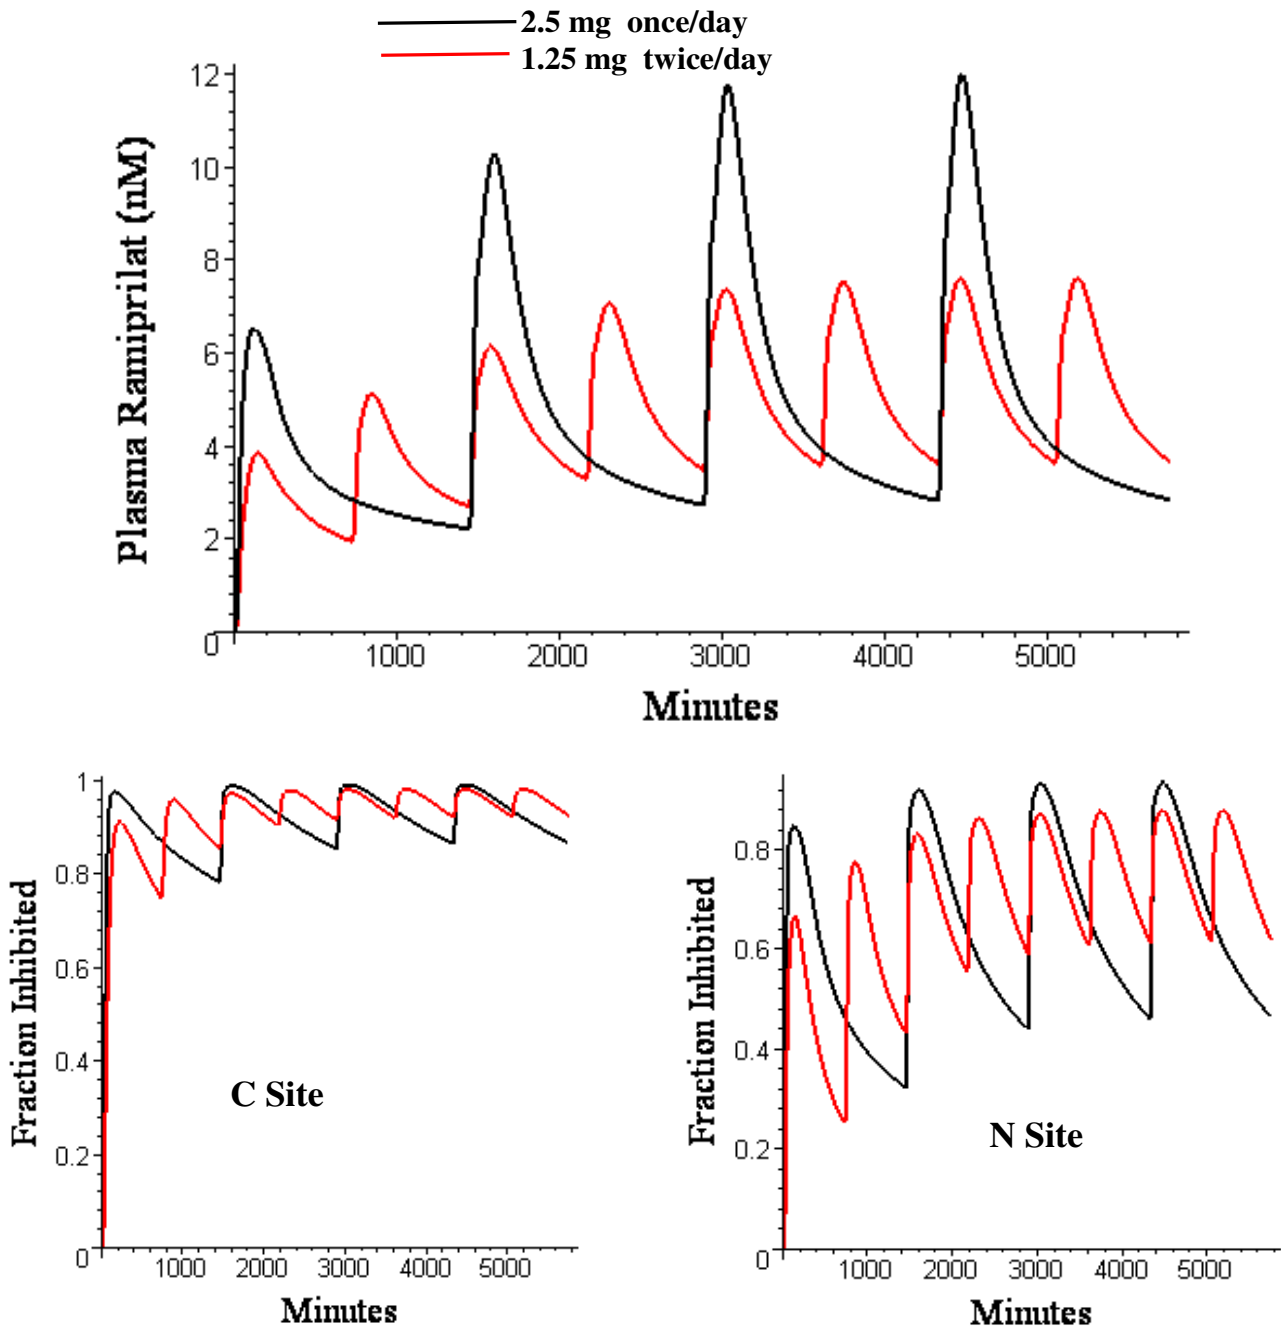 2.5 mg once/day
1.25 mg twice/day
Plasma Ramiprilat (nM)
12
10
8
6
4
2
0
1000 2000 3000 4000 5000
Minutes
Fraction Inhibited
1
0.8
0.6
0.4
0.2
0
C Site
1000 2000 3000 4000 5000
Minutes
Fraction Inhibited
0.8
0.6
0.4
0.2
0
N Site
1000 2000 3000 4000 5000
Minutes